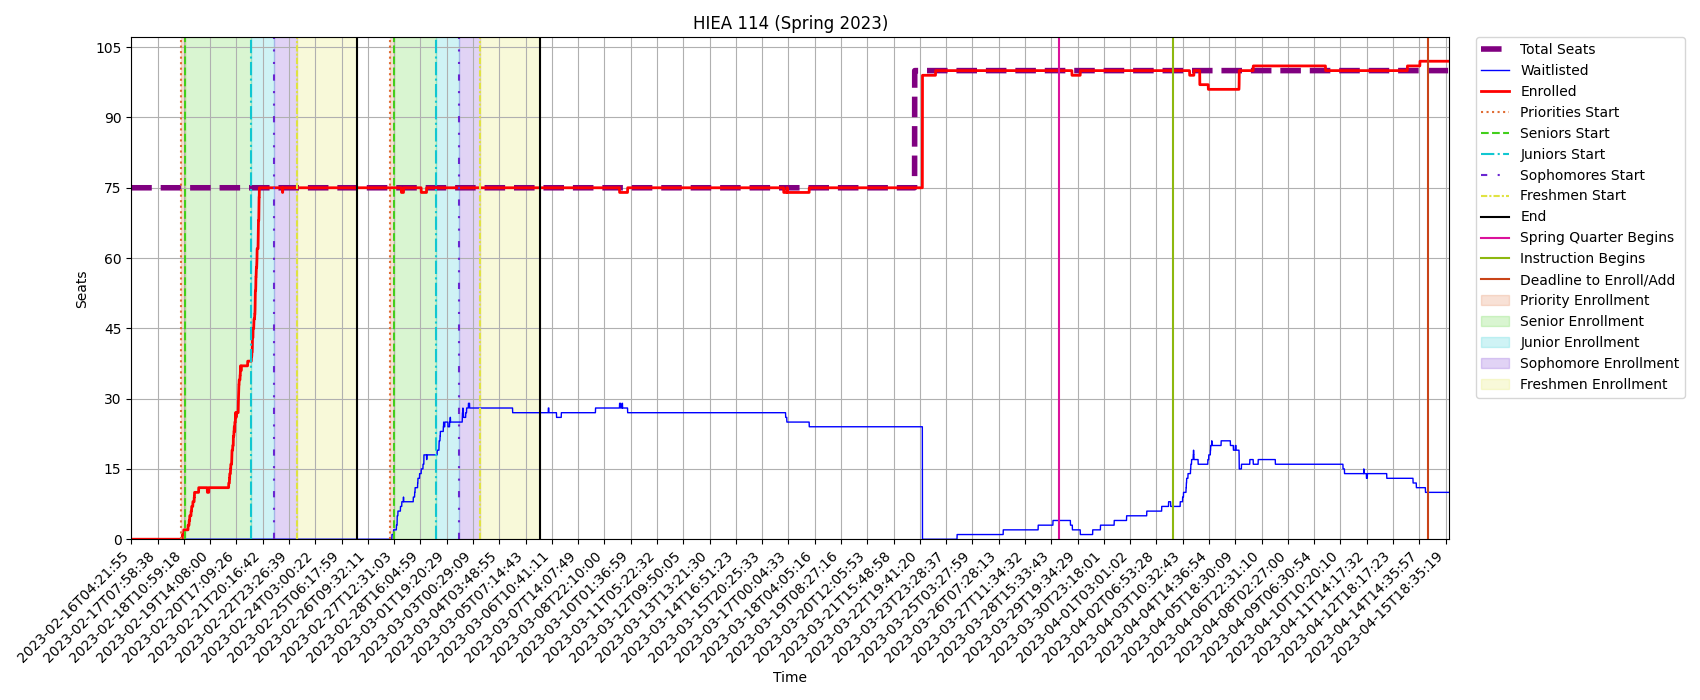 HIEA 114 (Spring 2023)
Seats
105
90
75
60
45
30
15
0
2023-02-16T04:21:55
2023-02-17T07:58:38
2023-02-18T10:59:18
2023-02-19T14:08:00
2023-02-20T17:09:26
2023-02-21T20:16:42
2023-02-22T23:26:39
2023-02-24T03:00:22
2023-02-25T06:17:59
2023-02-26T09:32:11
2023-02-27T12:31:03
2023-02-28T16:04:59
2023-03-01T19:20:29
2023-03-03T00:29:09
2023-03-04T03:48:55
2023-03-05T07:14:43
2023-03-06T10:41:11
2023-03-07T14:07:49
2023-03-08T22:10:00
2023-03-10T01:36:59
2023-03-11T05:22:32
2023-03-12T09:50:05
2023-03-13T13:21:30
2023-03-14T16:51:23
2023-03-15T20:25:33
2023-03-17T00:04:33
2023-03-18T04:05:16
2023-03-19T08:27:16
2023-03-20T12:05:53
2023-03-21T15:48:58
2023-03-22T19:41:20
2023-03-23T23:28:37
2023-03-25T03:27:59
2023-03-26T07:28:13
2023-03-27T11:34:32
2023-03-28T15:33:43
2023-03-29T19:34:29
2023-03-30T23:18:01
2023-04-01T03:01:02
2023-04-02T06:53:28
2023-04-03T10:32:43
2023-04-04T14:36:54
2023-04-05T18:30:09
2023-04-06T22:31:10
2023-04-08T02:27:00
2023-04-09T06:30:54
2023-04-10T10:20:10
2023-04-11T14:17:32
2023-04-12T18:17:23
2023-04-14T14:35:57
2023-04-15T18:35:19
Time
Total Seats
Waitlisted
Enrolled
Priorities Start
Seniors Start
Juniors Start
Sophomores Start
Freshmen Start
End
Spring Quarter Begins
Instruction Begins
Deadline to Enroll/Add
Priority Enrollment
Senior Enrollment
Junior Enrollment
Sophomore Enrollment
Freshmen Enrollment